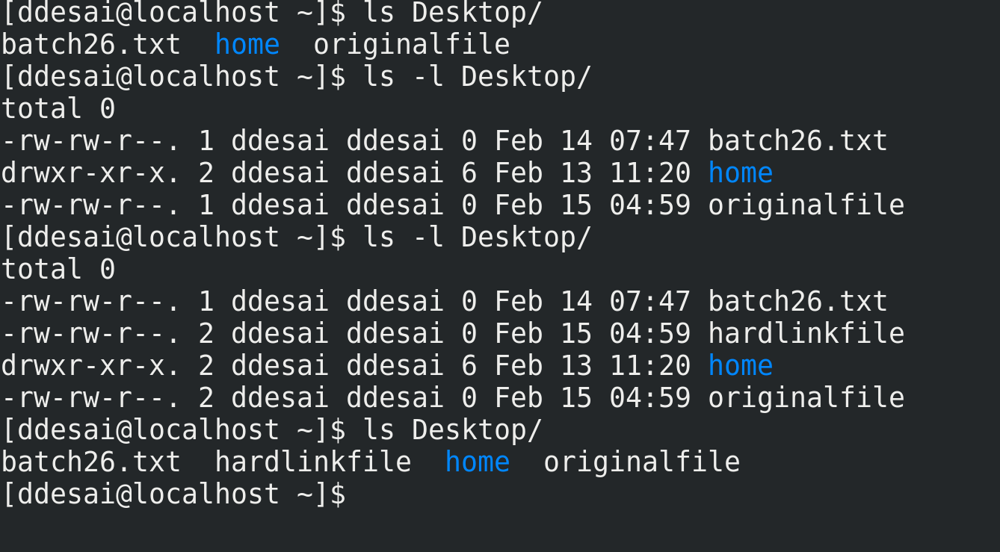 [ddesai@localhost ~]$ ls Desktop/
batch26.txt  home  originalfile
[ddesai@localhost ~]$ ls -l Desktop/
total 0
-rw-rw-r--. 1 ddesai ddesai 0 Feb 14 07:47 batch26.txt
drwxr-xr-x. 2 ddesai ddesai 6 Feb 13 11:20 home
-rw-rw-r--. 1 ddesai ddesai 0 Feb 15 04:59 originalfile
[ddesai@localhost ~]$ ls -l Desktop/
total 0
-rw-rw-r--. 1 ddesai ddesai 0 Feb 14 07:47 batch26.txt
-rw-rw-r--. 2 ddesai ddesai 0 Feb 15 04:59 hardlinkfile
drwxr-xr-x. 2 ddesai ddesai 6 Feb 13 11:20 home
-rw-rw-r--. 2 ddesai ddesai 0 Feb 15 04:59 originalfile
[ddesai@localhost ~]$ ls Desktop/
batch26.txt  hardlinkfile  home  originalfile
[ddesai@localhost ~]$